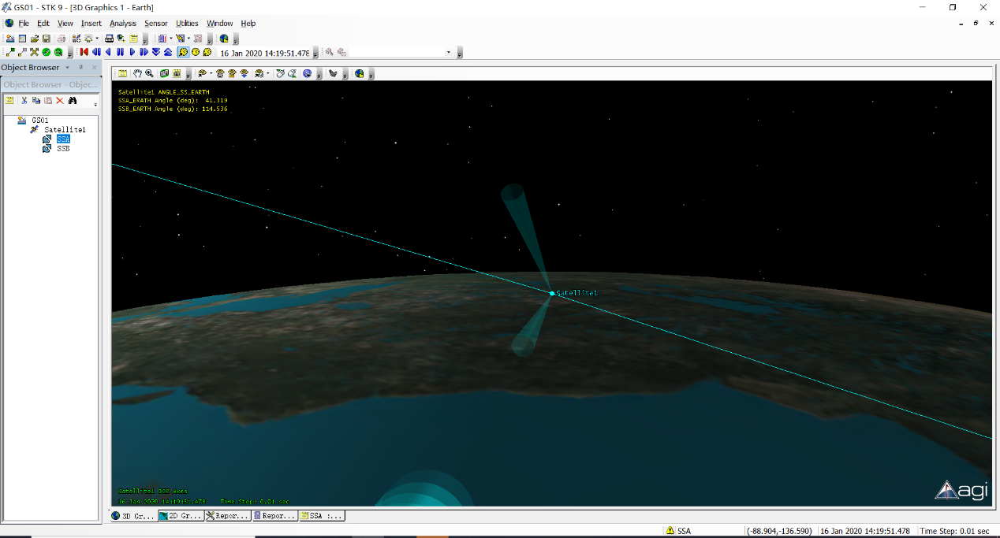 GS01 - STK 9 - [3D Graphics 1 - Earth]
File Edit View Insert Analysis Sensor Utilities Window Help
16 Jan 2020 14:19:51.478
Object Browser
Object Browser - Objec...
GS01
Satellite1
SSA
SSB
Satellite1 ANGLE_SS_EARTH
SSA_ERATH Angle (deg): 41.319
SSB_EARTH Angle (deg): 114.536
Satellite1
Satellite1 ICR Axes
16 Jan 2020 14:19:51.478 Time Step: 0.01 sec
agi
3D Gr... 2D Gr... Repor... Repor... SSA :...
SSA (-88.904,-136.590) 16 Jan 2020 14:19:51.478 Time Step: 0.01 sec